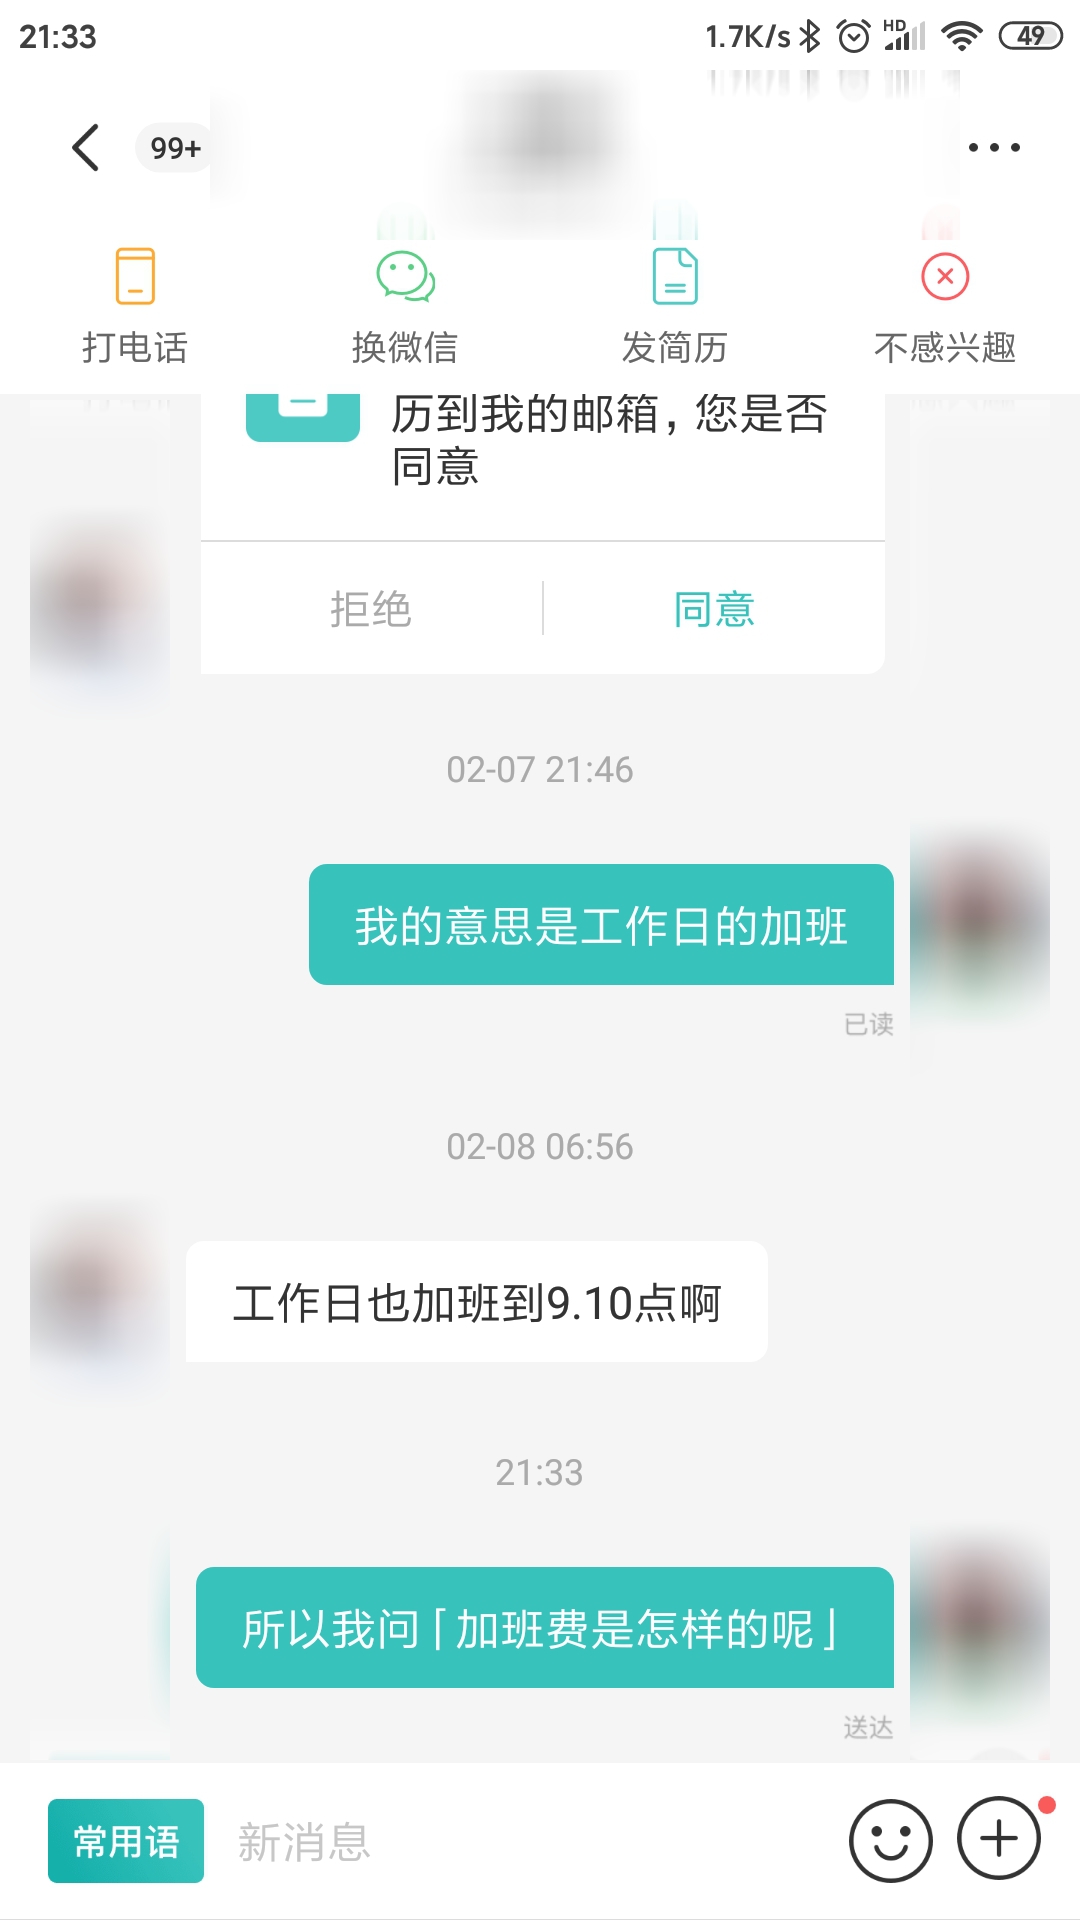 21:33
1.7K/s
HD
49
99+
打电话
换微信
发简历
不感兴趣
历到我的邮箱，您是否
同意
拒绝
同意
02-07 21:46
我的意思是工作日的加班
已读
02-08 06:56
工作日也加班到9.10点啊
21:33
所以我问「加班费是怎样的呢」
送达
常用语
新消息